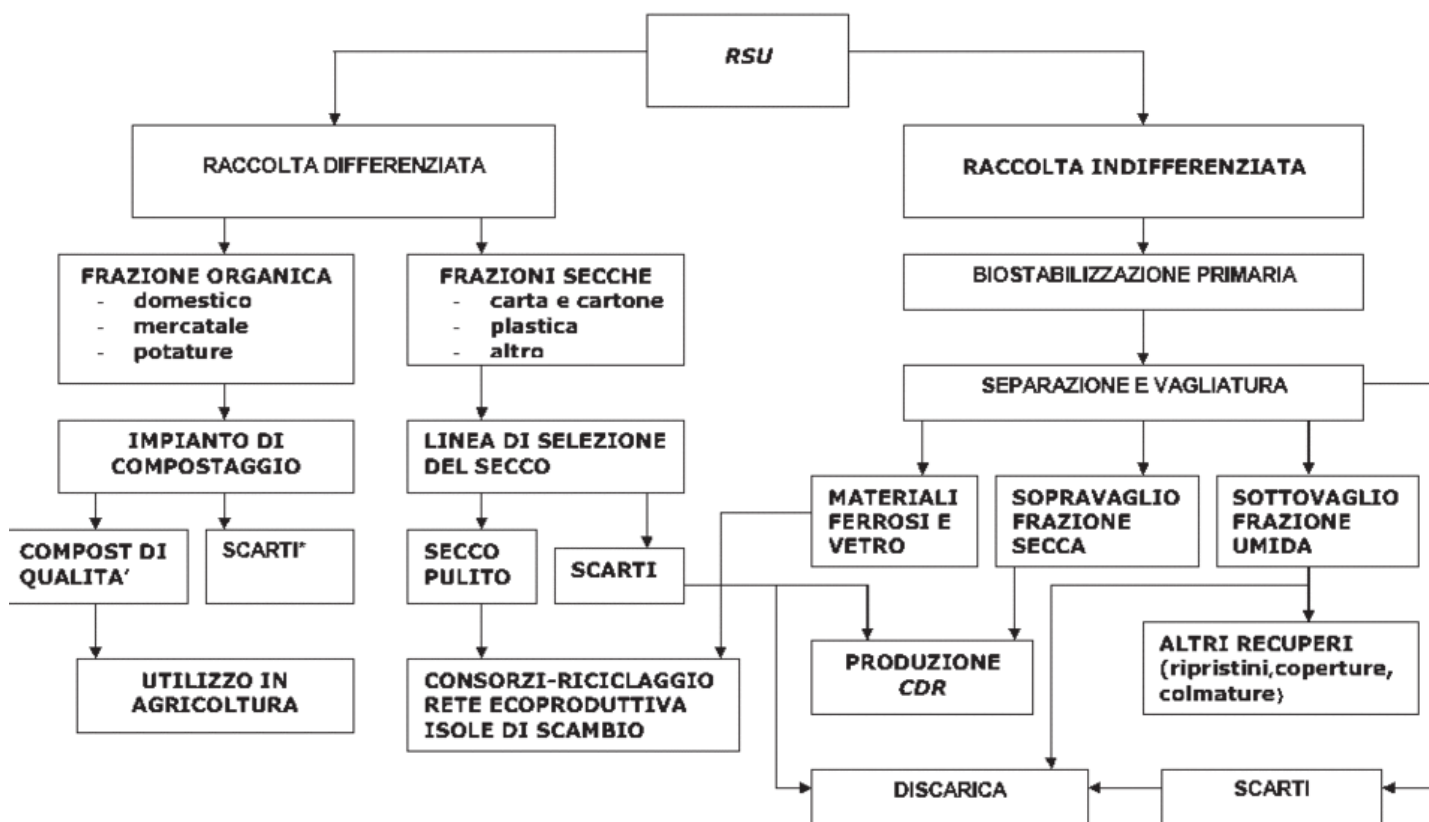 RSU
RACCOLTA DIFFERENZIATA
RACCOLTA INDIFFERENZIATA
FRAZIONE ORGANICA
- domestico
- mercatale
- potature
FRAZIONI SECCHE
- carta e cartone
- plastica
- altro
BIOSTABILIZZAZIONE PRIMARIA
SEPARAZIONE E VAGLIATURA
IMPIANTO DI
COMPOSTAGGIO
LINEA DI SELEZIONE
DEL SECCO
MATERIALI
FERROSI E
VETRO
SOPRAVAGLIO
FRAZIONE
SECCA
SOTTOVAGLIO
FRAZIONE
UMIDA
COMPOST DI
QUALITA’
SCARTI*
SECCO
PULITO
SCARTI
UTILIZZO IN
AGRICOLTURA
CONSORZI-RICICLAGGIO
RETE ECOPRODUTTIVA
ISOLE DI SCAMBIO
PRODUZIONE
CDR
ALTRI RECUPERI
(ripristini,coperture,
colmature)
DISCARICA
SCARTI